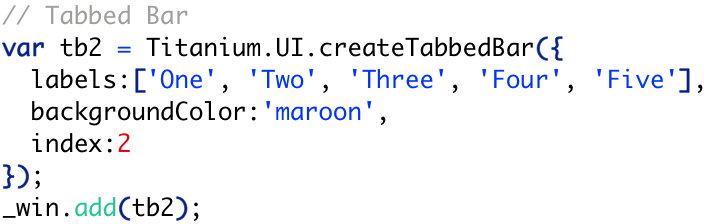 // Tabbed Bar
var tb2 = Titanium.UI.createTabbedBar({
  labels:['One', 'Two', 'Three', 'Four', 'Five'],
  backgroundColor:'maroon',
  index:2
});
_win.add(tb2);